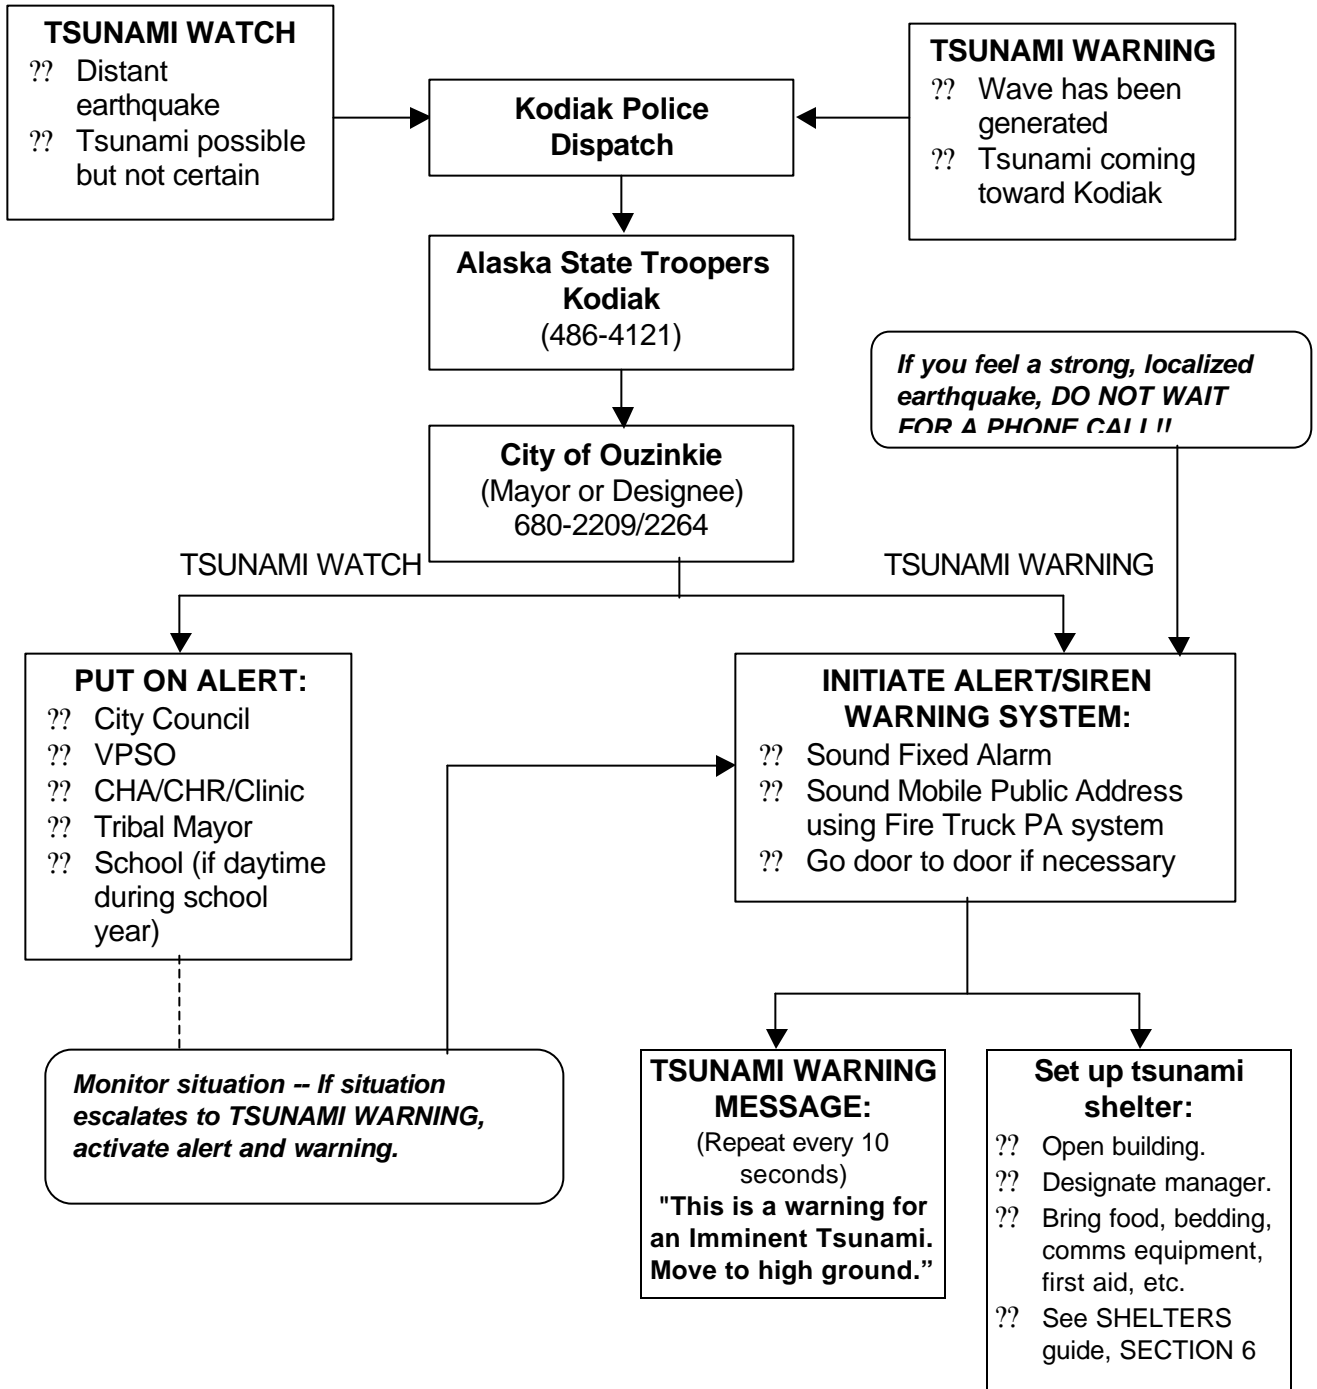 TSUNAMI WATCH
?? Distant
earthquake
?? Tsunami possible
but not certain
Kodiak Police
Dispatch
TSUNAMI WARNING
?? Wave has been
generated
?? Tsunami coming
toward Kodiak
Alaska State Troopers
Kodiak
(486-4121)
If you feel a strong, localized
earthquake, DO NOT WAIT
FOR A PHONE CALL!!
City of Ouzinkie
(Mayor or Designee)
680-2209/2264
TSUNAMI WATCH
TSUNAMI WARNING
PUT ON ALERT:
?? City Council
?? VPSO
?? CHA/CHR/Clinic
?? Tribal Mayor
?? School (if daytime
during school
year)
INITIATE ALERT/SIREN
WARNING SYSTEM:
?? Sound Fixed Alarm
?? Sound Mobile Public Address
using Fire Truck PA system
?? Go door to door if necessary
Monitor situation -- If situation
escalates to TSUNAMI WARNING,
activate alert and warning.
TSUNAMI WARNING
MESSAGE:
(Repeat every 10
seconds)
"This is a warning for
an Imminent Tsunami.
Move to high ground.”
Set up tsunami
shelter:
?? Open building.
?? Designate manager.
?? Bring food, bedding,
comms equipment,
first aid, etc.
?? See SHELTERS
guide, SECTION 6